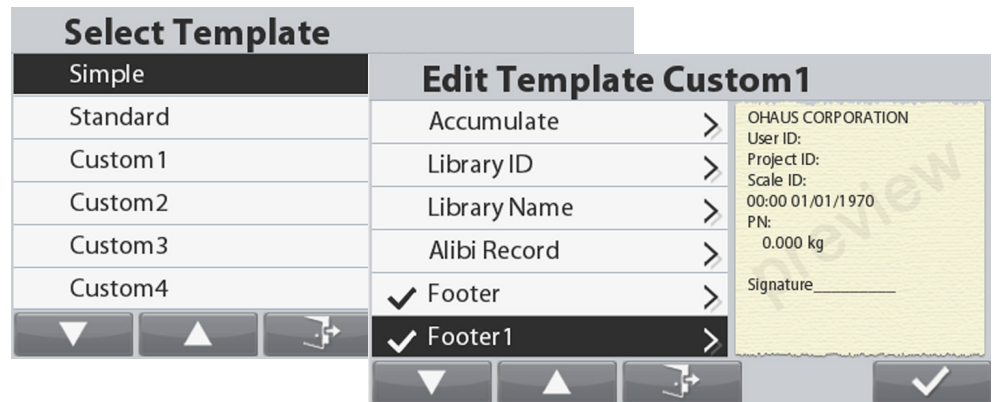 Select Template
Simple
Standard
Custom1
Custom2
Custom3
Custom4
Edit Template Custom1
Accumulate
Library ID
Library Name
Alibi Record
Footer
Footer1
OHAUS CORPORATION
User ID:
Project ID:
Scale ID:
00:00 01/01/1970
PN:
0.000 kg
Signature__________
preview